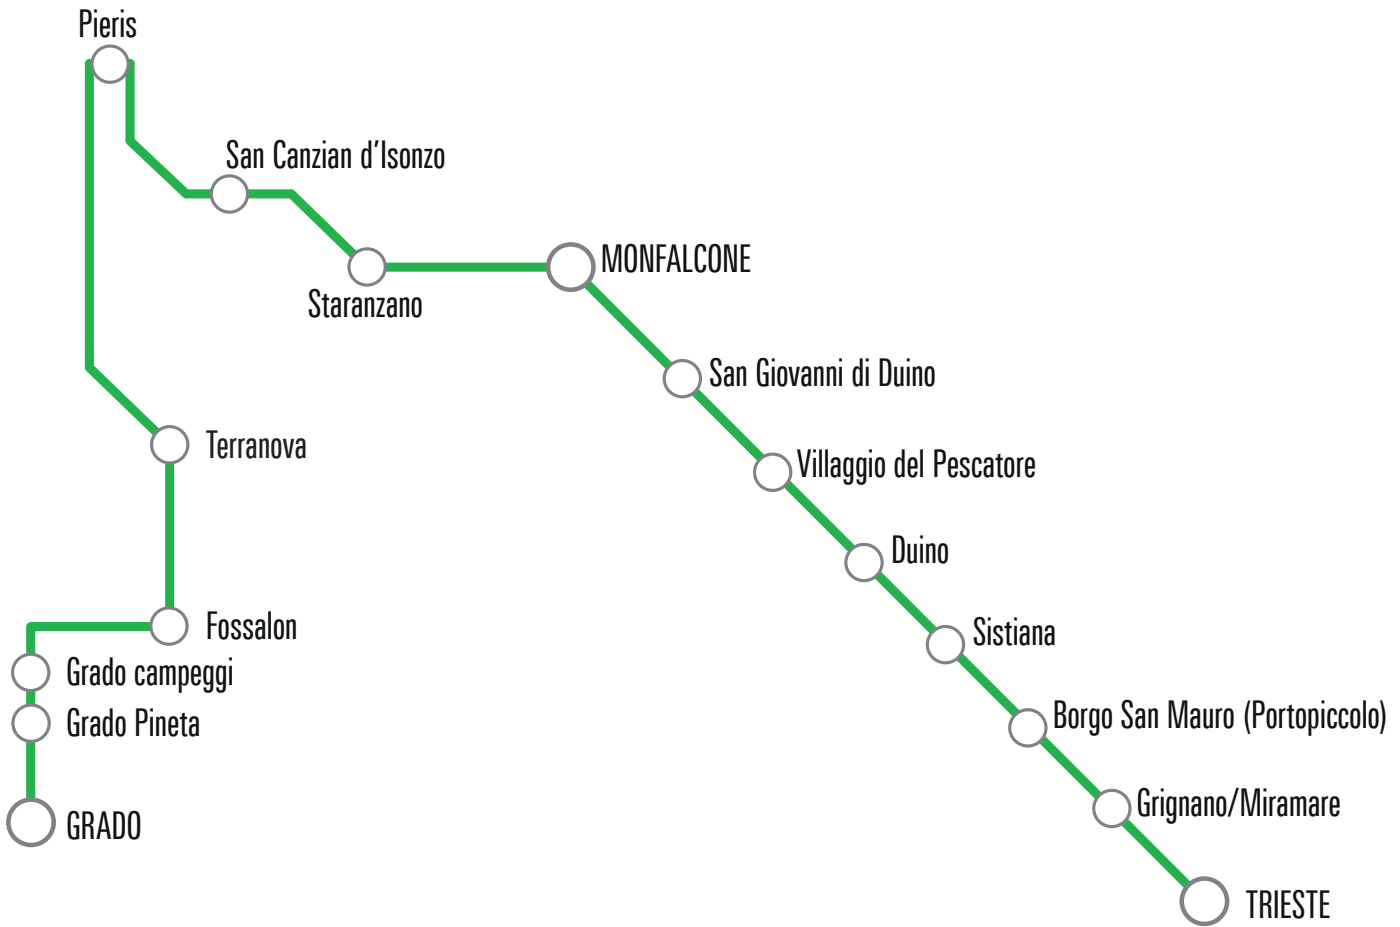 Pieris
San Canzian d'Isonzo
MONFALCONE
Staranzano
San Giovanni di Duino
Terranova
Villaggio del Pescatore
Duino
Fossalon
Sistiana
Grado campeggi
Grado Pineta
Borgo San Mauro (Portopiccolo)
Grignano/Miramare
GRADO
TRIESTE